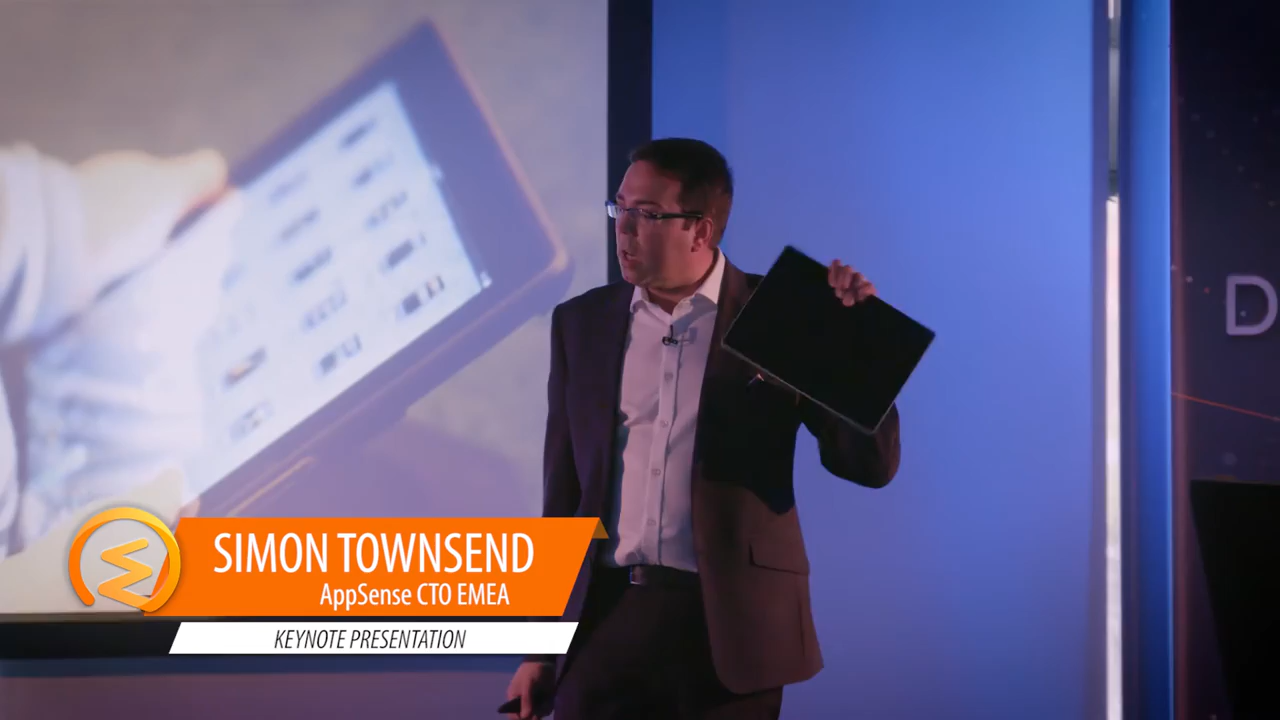 D
SIMON TOWNSEND
AppSense CTO EMEA
KEYNOTE PRESENTATION